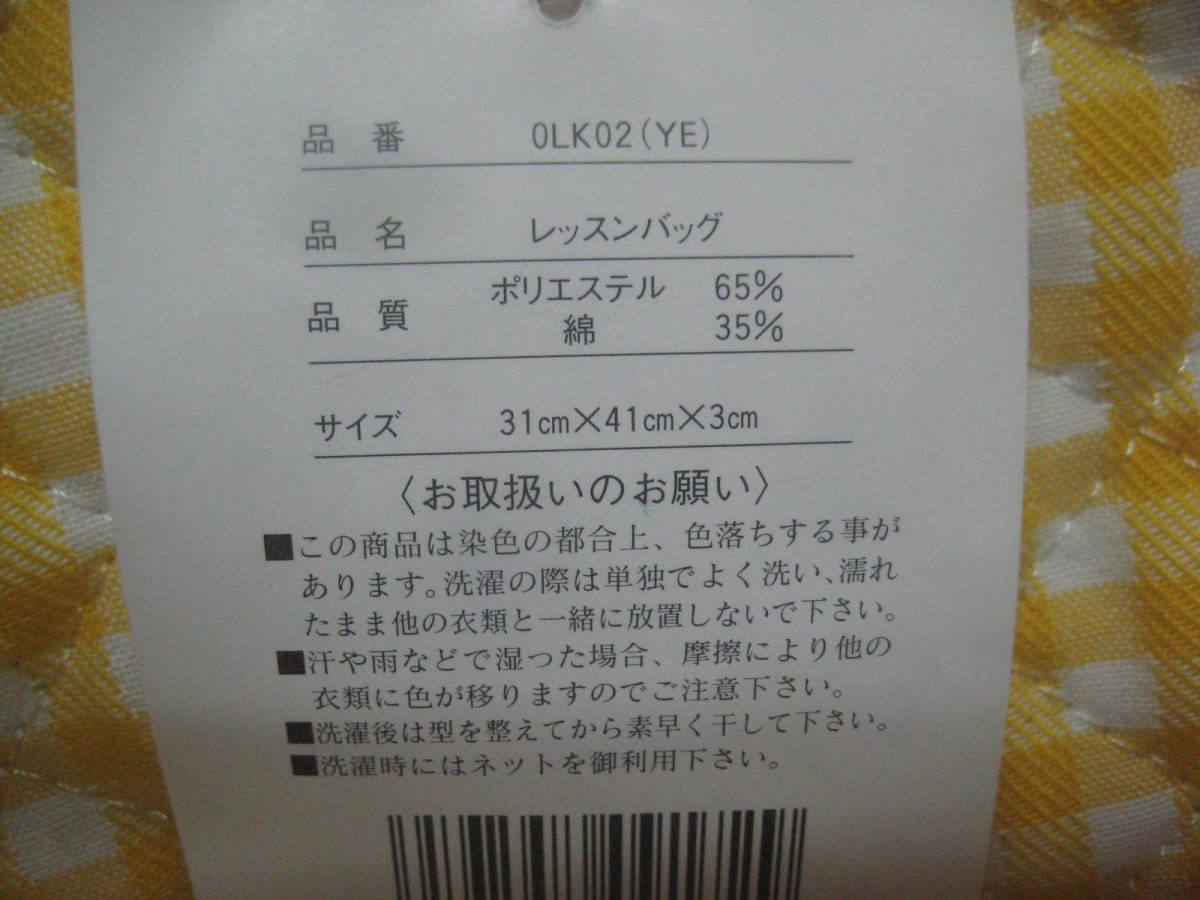 品 番 0LK02(YE)
品 名 レッスンバッグ
品 質 ポリエステル 65%
綿 35%
サイズ 31cm×41cm×3cm
〈お取扱いのお願い〉
■この商品は染色の都合上、色落ちする事が
あります。洗濯の際は単独でよく洗い、濡れ
たまま他の衣類と一緒に放置しないで下さい。
■汗や雨などで湿った場合、摩擦により他の
衣類に色が移りますのでご注意下さい。
■洗濯後は型を整えてから素早く干して下さい。
■洗濯時にはネットを御利用下さい。